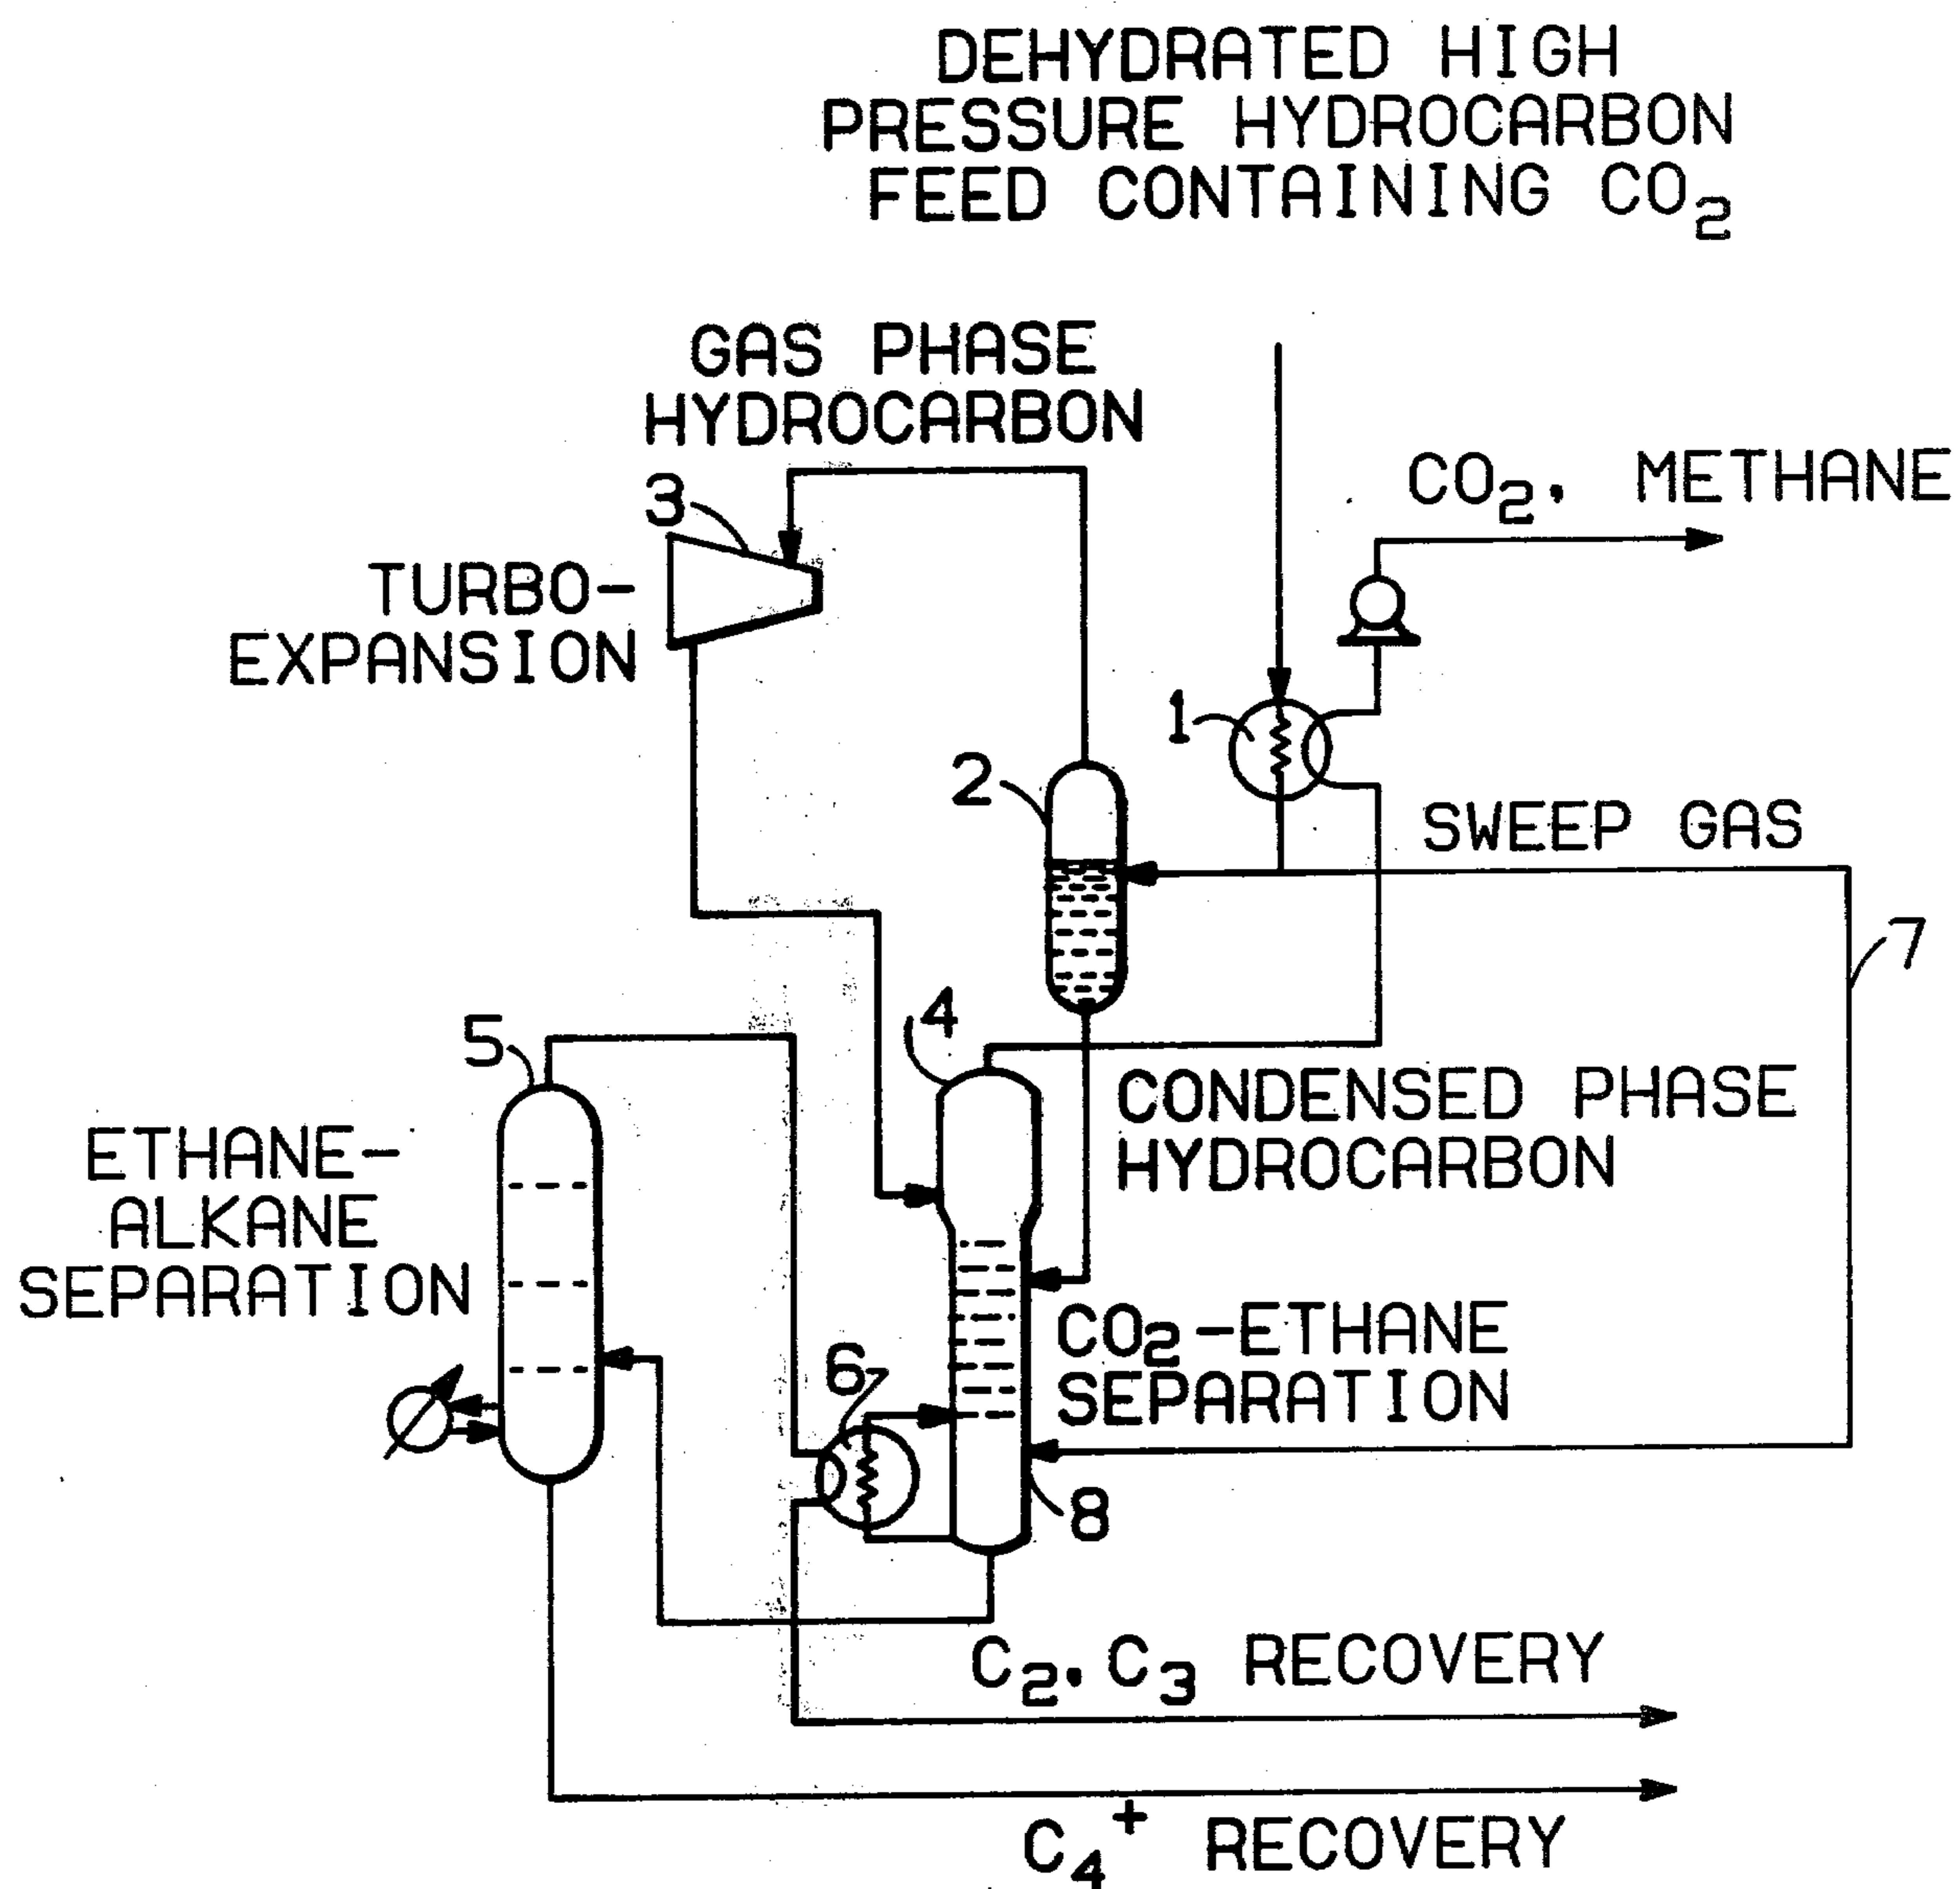 DEHYDRATED HIGH
PRESSURE HYDROCARBON
FEED CONTAINING CO2
GAS PHASE
HYDROCARBON
3
CO2, METHANE
TURBO-
EXPANSION
1
2
SWEEP GAS
7
4
5
CONDENSED PHASE
HYDROCARBON
ETHANE-
ALKANE
SEPARATION
CO2-ETHANE
SEPARATION
6
8
C2, C3 RECOVERY
C4+ RECOVERY